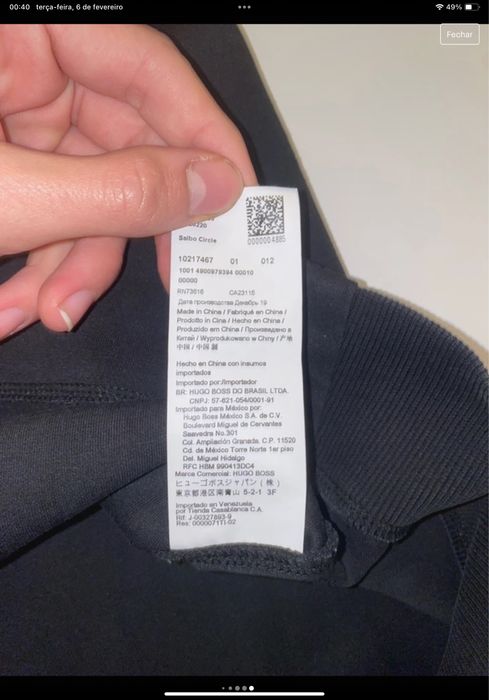 00:40 terça-feira, 6 de fevereiro
49%
Fechar
Salbo Circle
0000004885
10217467 01 012
1001 4900979394 00010
00000
RN73616 CA23115
Дата производства Декабрь 19
Made in China / Fabriqué en Chine /
Prodotto in Cina / Hecho en China /
Produzido em China / Произведено в
Китай / Wyprodukowano w Chiny / 产地
中国 / 中国 製
Hecho en China con insumos
importados
Importado por:/Importador
BR: HUGO BOSS DO BRASIL LTDA.
CNPJ: 57-621-054/0001-91
Importado para México por:
Hugo Boss México S.A. de C.V.
Boulevard Miguel de Cervantes
Saavedra No.301
Col. Ampliación Granada. C.P. 11520
Cd. de México Torre Norte 1er piso
Del. Miguel Hidalgo
RFC HBM 990413DC4
Marca Comercial: HUGO BOSS
ヒューゴボスジャパン (株)
東京都港区南青山 5-2-1 3F
Importado en Venezuela
por Tienda Casablanca C.A.
Rif: J-00327693-9
Res: 0000071TI-02